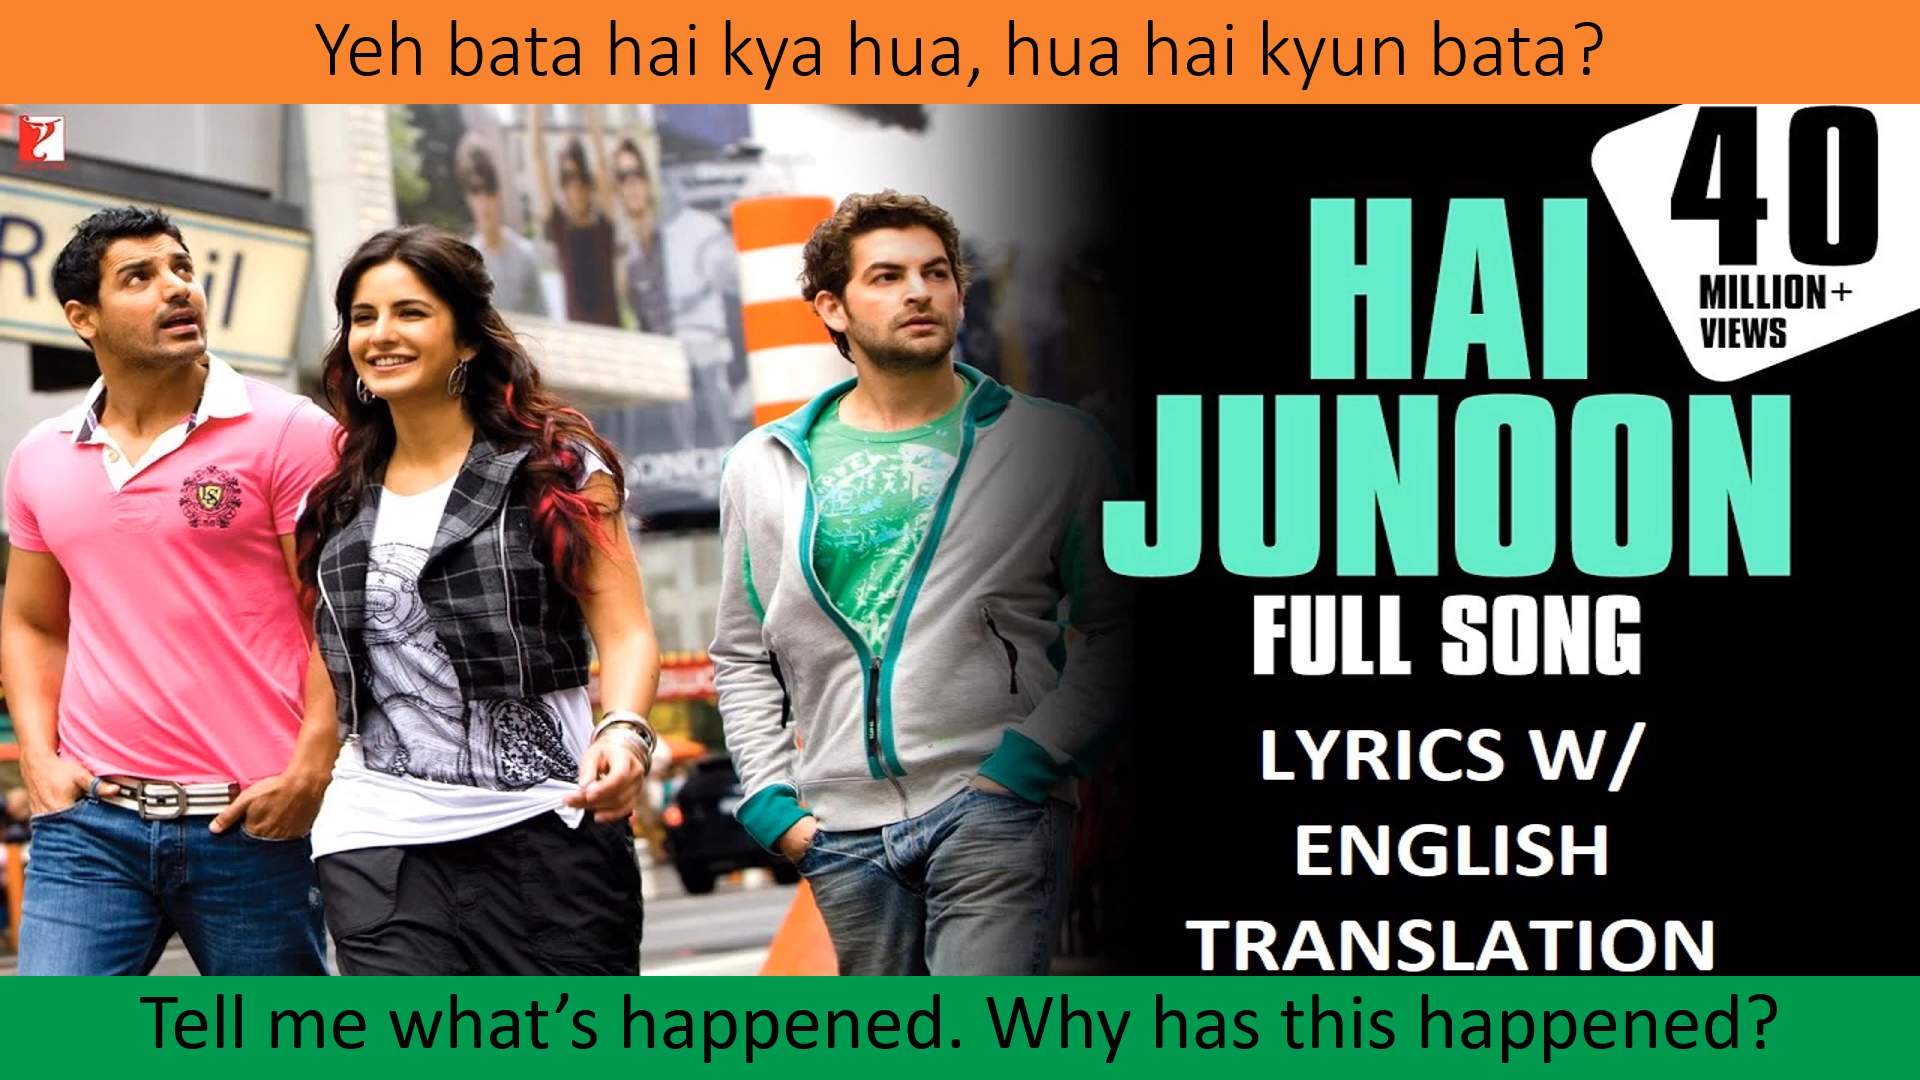 Yeh bata hai kya hua, hua hai kyun bata?
40
MILLION+
VIEWS
HAI
JUNOON
FULL SONG
LYRICS W/
ENGLISH
TRANSLATION
Tell me what’s happened. Why has this happened?